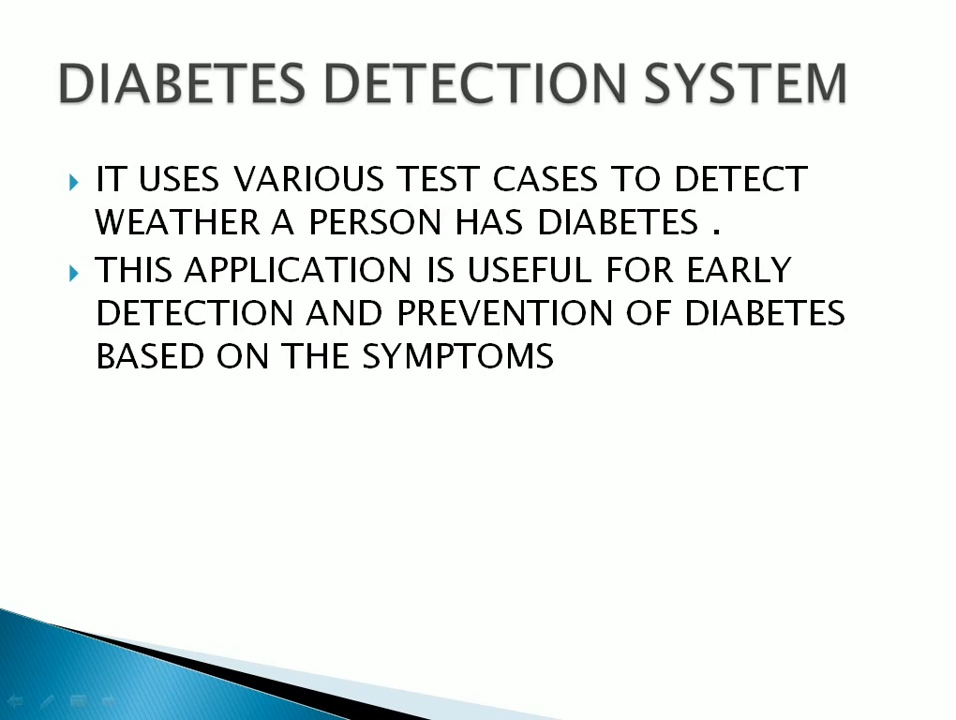 DIABETES DETECTION SYSTEM
IT USES VARIOUS TEST CASES TO DETECT
WEATHER A PERSON HAS DIABETES .
THIS APPLICATION IS USEFUL FOR EARLY
DETECTION AND PREVENTION OF DIABETES
BASED ON THE SYMPTOMS